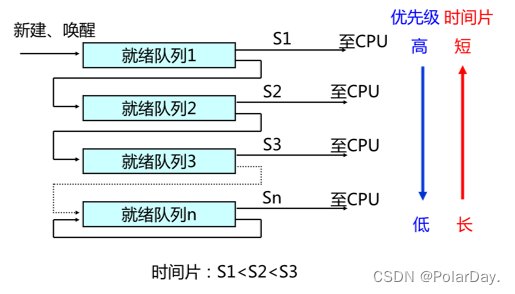 优先级 时间片
新建、唤醒 S1 至CPU 高 短
就绪队列1
S2 至CPU
就绪队列2
S3 至CPU
就绪队列3
Sn 至CPU
就绪队列n 低 长
时间片：S1<S2<S3
CSDN @PolarDay.